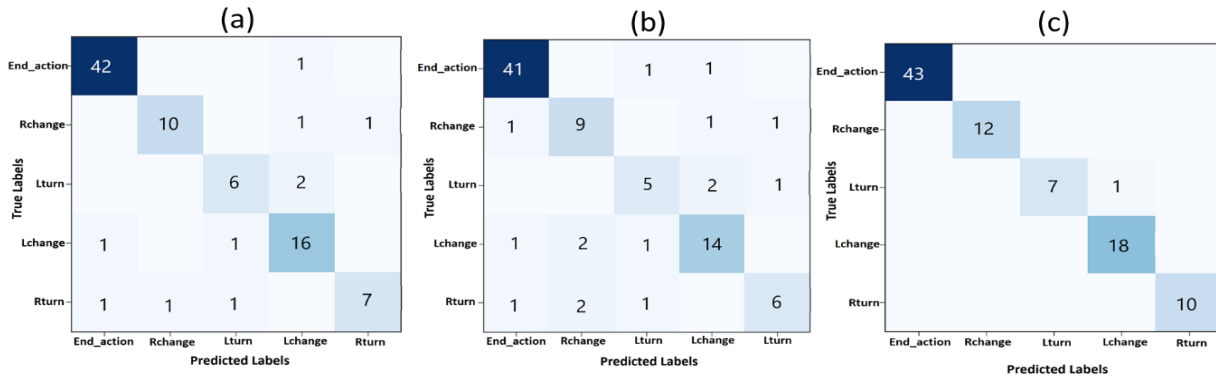 (a)
True Labels
End_action 42 1
Rchange 10 1 1
Lturn 6 2
Lchange 1 1 16
Rturn 1 1 1 7
End_action Rchange Lturn Lchange Rturn
Predicted Labels
(b)
True Labels
End_action 41 1 1
Rchange 1 9 1 1
Lturn 5 2 1
Lchange 1 2 1 14
Rturn 1 2 1 6
End_action Rchange Lturn Lchange Lturn
Predicted Labels
(c)
True Labels
End_action 43
Rchange 12
Lturn 7 1
Lchange 18
Rturn 10
End_action Rchange Lturn Lchange Rturn
Predicted Labels